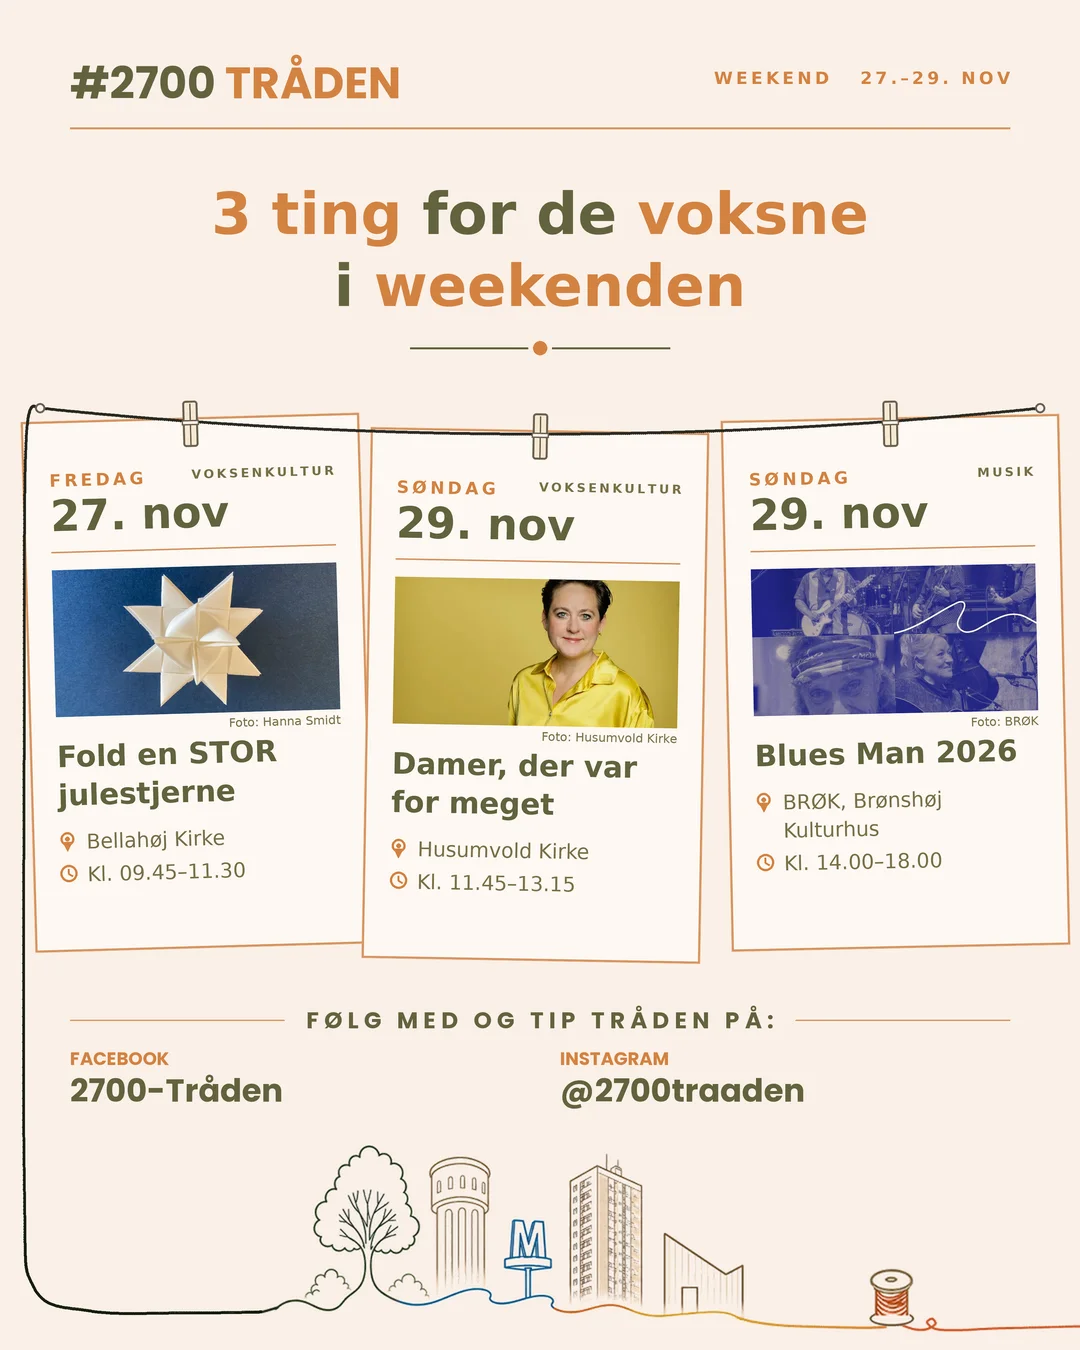 #2700 TRÅDEN
WEEKEND 27.–29. NOV
3 ting for de voksne
i weekenden
FREDAG VOKSENKULTUR
27. nov
Foto: Hanna Smidt
Fold en STOR
julestjerne
Bellahøj Kirke
Kl. 09.45–11.30
SØNDAG VOKSENKULTUR
29. nov
Foto: Husumvold Kirke
Damer, der var
for meget
Husumvold Kirke
Kl. 11.45–13.15
SØNDAG MUSIK
29. nov
Foto: BRØK
Blues Man 2026
BRØK, Brønshøj
Kulturhus
Kl. 14.00–18.00
FØLG MED OG TIP TRÅDEN PÅ:
FACEBOOK
2700-Tråden
INSTAGRAM
@2700traaden
M